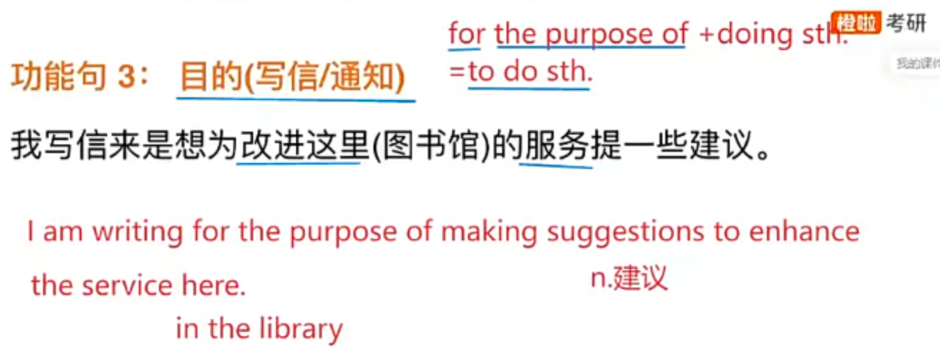 for the purpose of +doing sth.
橙啦 考研
功能句 3： 目的(写信/通知)
=to do sth.
我的课件
我写信来是想为改进这里(图书馆)的服务提一些建议。
I am writing for the purpose of making suggestions to enhance
the service here.
n.建议
in the library